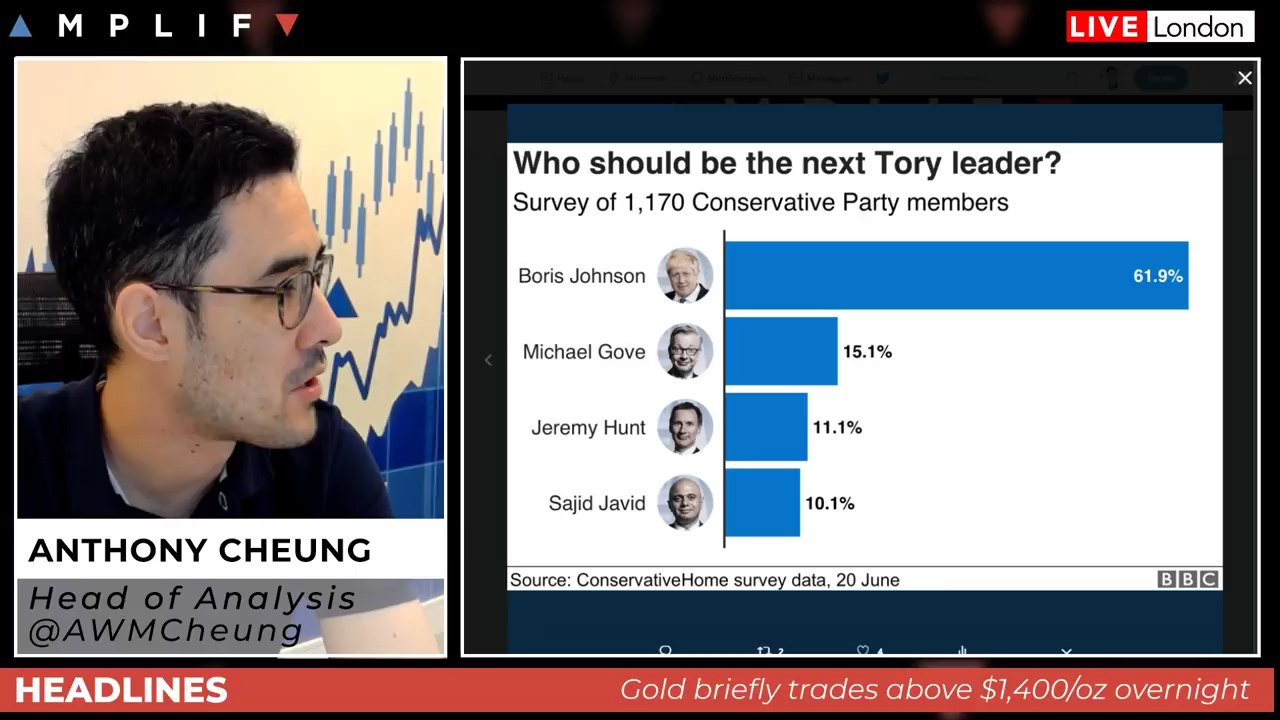 MPLIF
LIVE London
Who should be the next Tory leader?
Survey of 1,170 Conservative Party members
Boris Johnson 61.9%
Michael Gove 15.1%
Jeremy Hunt 11.1%
Sajid Javid 10.1%
Source: ConservativeHome survey data, 20 June
BBC
2 4
ANTHONY CHEUNG
Head of Analysis
@AWMCheung
HEADLINES
Gold briefly trades above $1,400/oz overnight